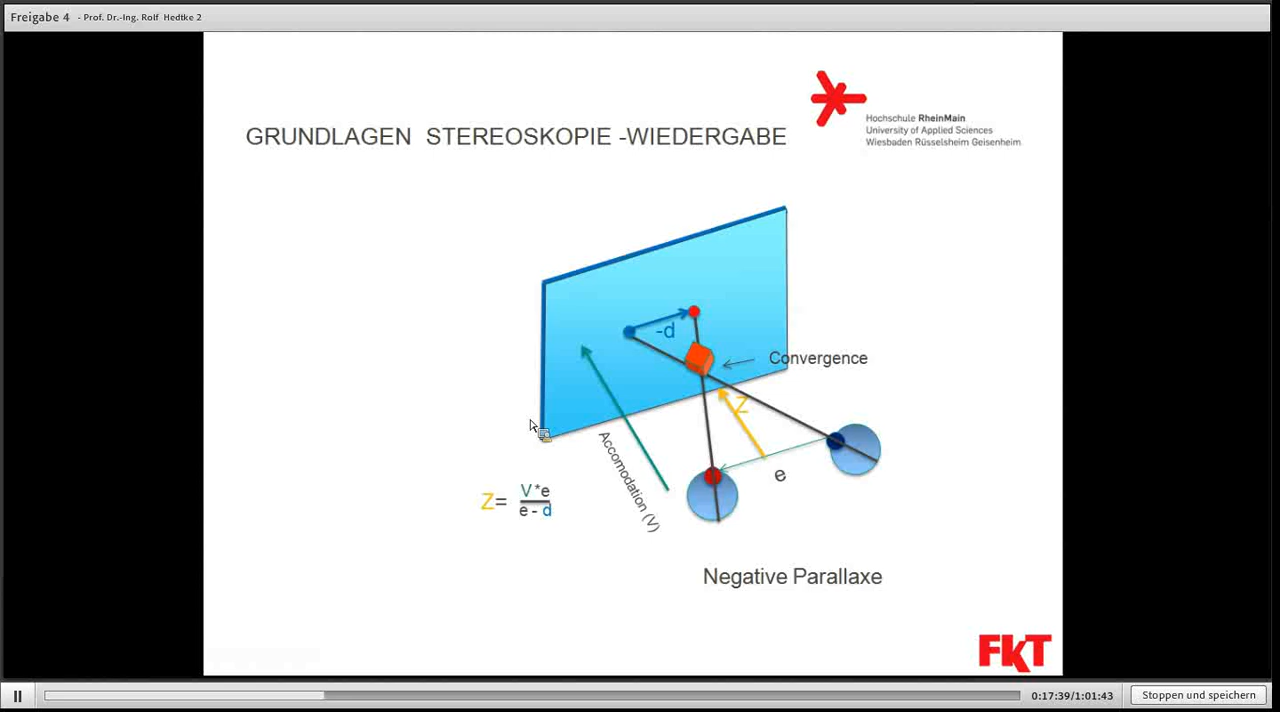 Freigabe 4 - Prof. Dr.-Ing. Rolf Hedtke 2
GRUNDLAGEN STEREOSKOPIE -WIEDERGABE
Hochschule RheinMain
University of Applied Sciences
Wiesbaden Rüsselsheim Geisenheim
-d
Convergence
Z
e
Accomodation (V)
Z= V*e
e - d
Negative Parallaxe
FKT
0:17:39/1:01:43
Stoppen und speichern